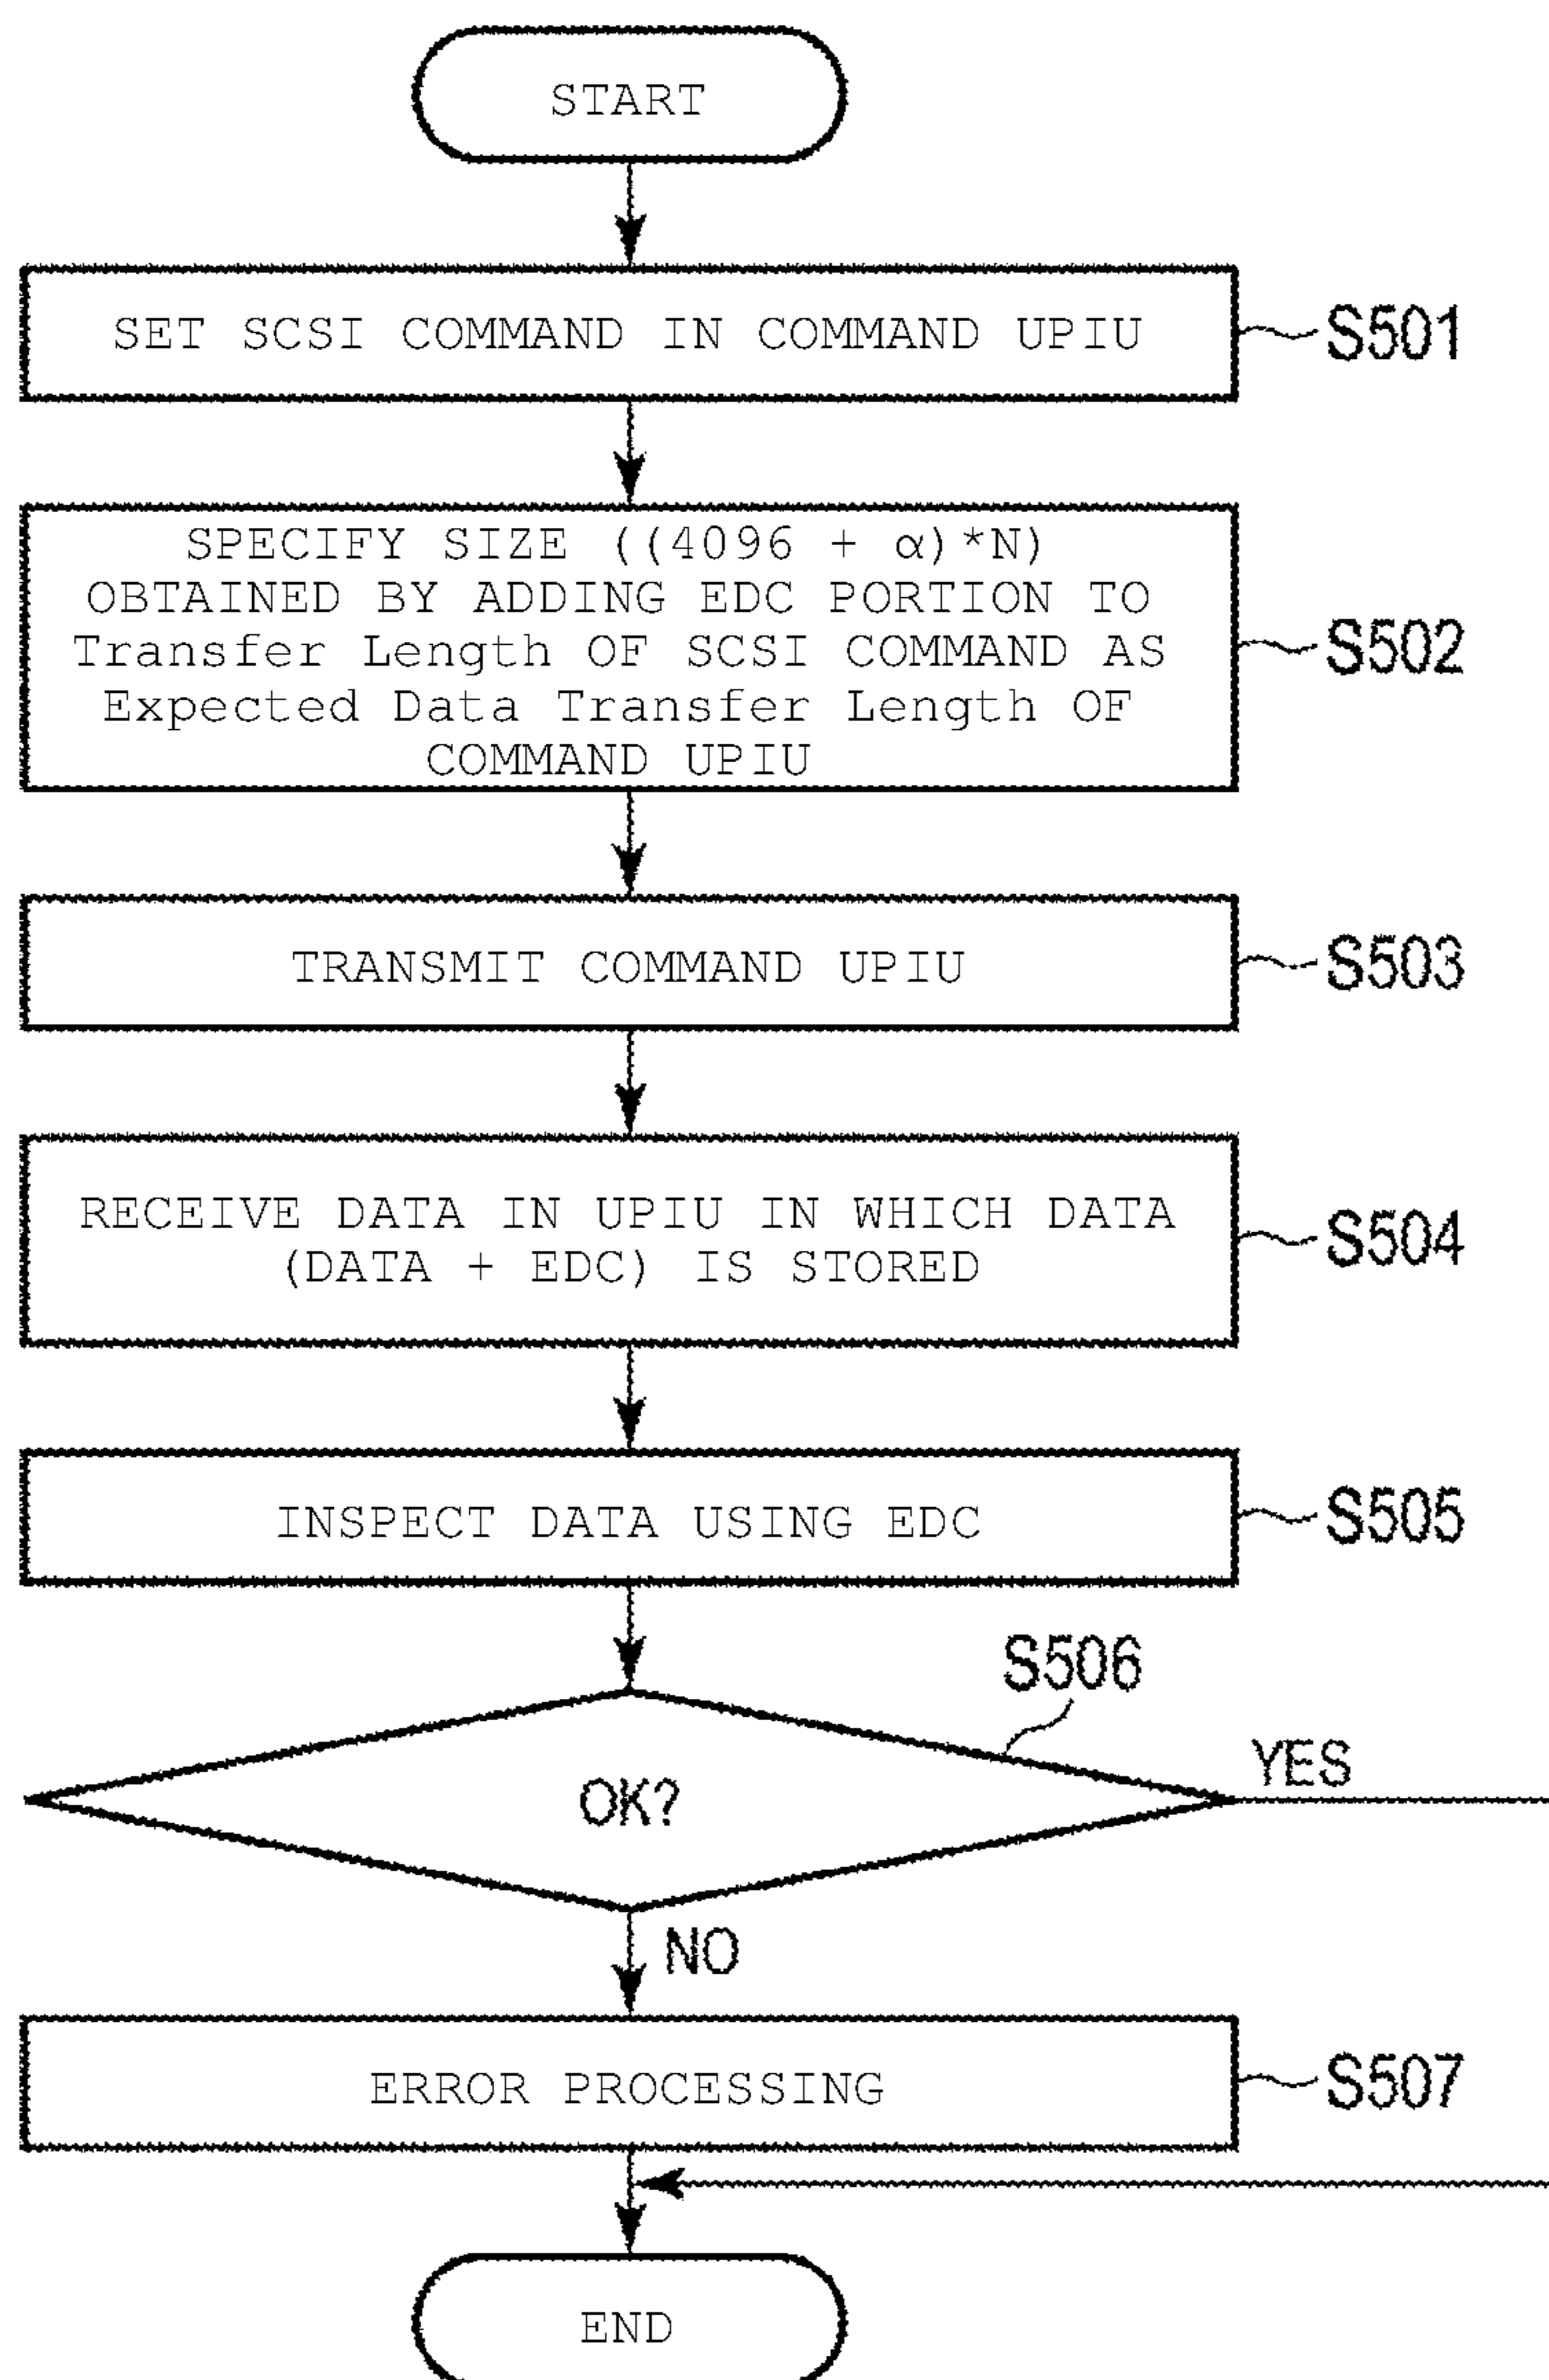 START
SET SCSI COMMAND IN COMMAND UPIU
S501
SPECIFY SIZE ((4096 + α)*N)
OBTAINED BY ADDING EDC PORTION TO
Transfer Length OF SCSI COMMAND AS
Expected Data Transfer Length OF
COMMAND UPIU
S502
TRANSMIT COMMAND UPIU
S503
RECEIVE DATA IN UPIU IN WHICH DATA
(DATA + EDC) IS STORED
S504
INSPECT DATA USING EDC
S505
S506
OK?
YES
NO
ERROR PROCESSING
S507
END